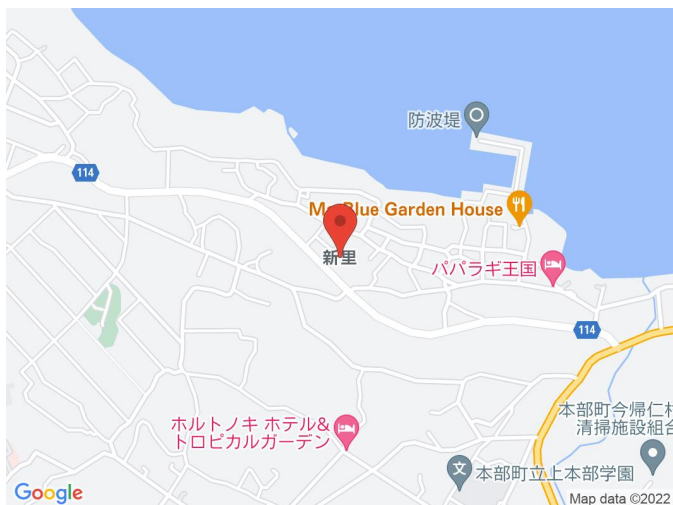 防波堤
114
Blue Garden House
新里
パパラギ王国
114
ホルトノキ ホテル&
トロピカルガーデン
本部町今帰仁村
清掃施設組合
本部町立上本部学園
Google
Map data ©2022